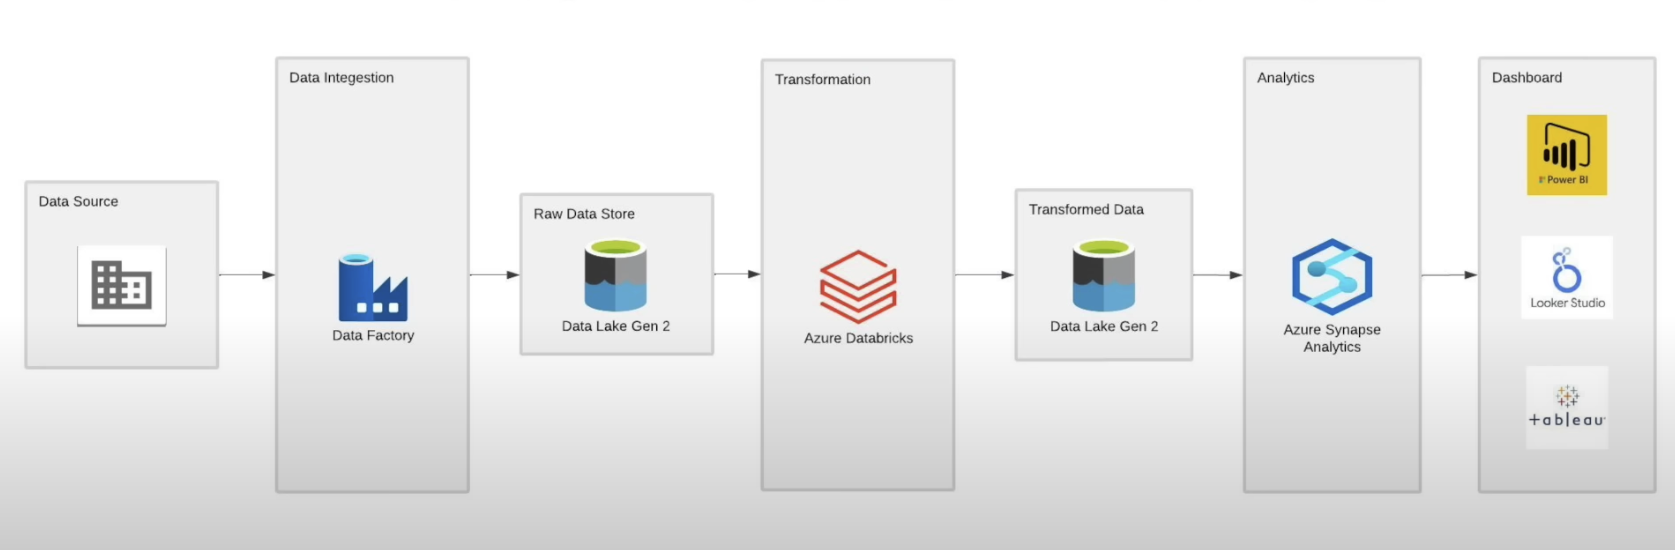 Data Source
Data Integestion
Data Factory
Raw Data Store
Data Lake Gen 2
Transformation
Azure Databricks
Transformed Data
Data Lake Gen 2
Analytics
Azure Synapse
Analytics
Dashboard
Power BI
Looker Studio
+ableau